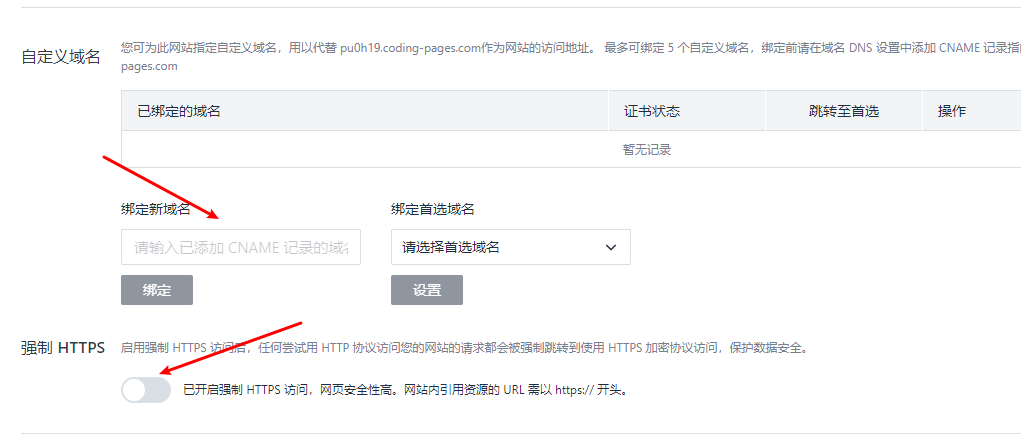 自定义域名
您可为此网站指定自定义域名，用以代替 pu0h19.coding-pages.com作为网站的访问地址。 最多可绑定 5 个自定义域名，绑定前请在域名 DNS 设置中添加 CNAME 记录指
pages.com
已绑定的域名 证书状态 跳转至首选 操作
暂无记录
绑定新域名 绑定首选域名
请输入已添加 CNAME 记录的域名 请选择首选域名
绑定 设置
强制 HTTPS
启用强制 HTTPS 访问后，任何尝试用 HTTP 协议访问您的网站的请求都会被强制跳转到使用 HTTPS 加密协议访问，保护数据安全。
已开启强制 HTTPS 访问，网页安全性高。网站内引用资源的 URL 需以 https:// 开头。